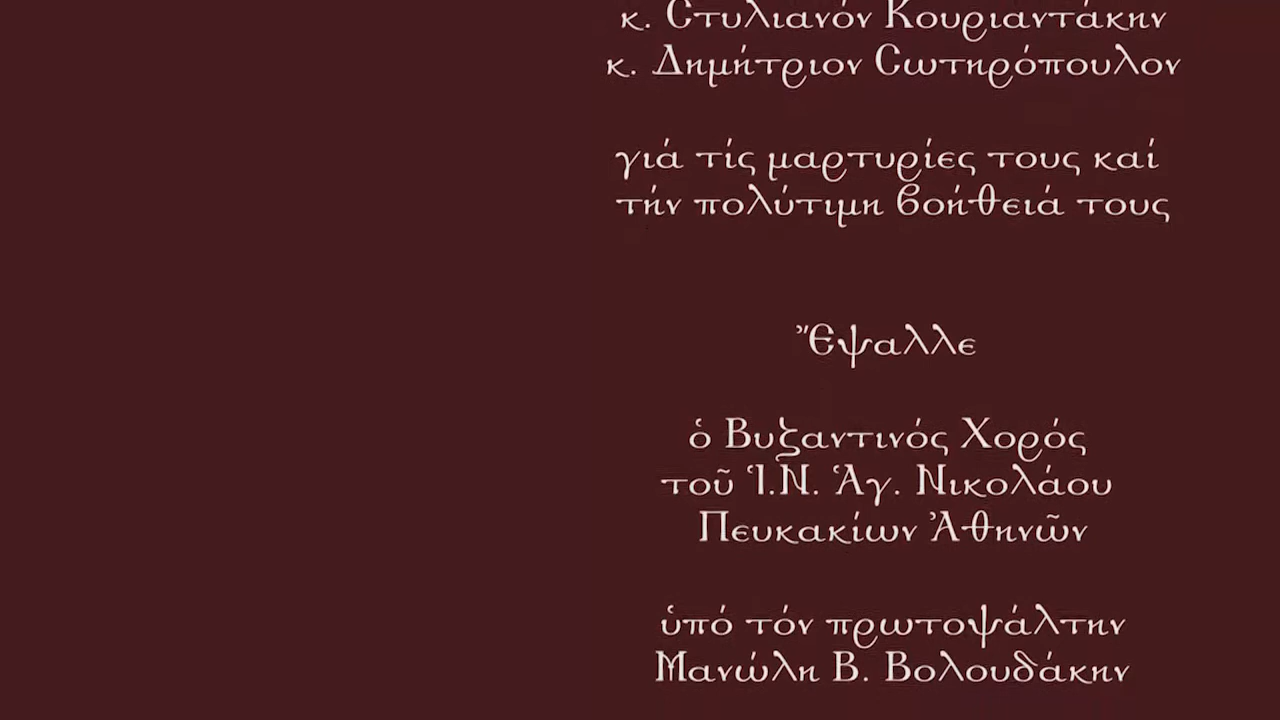 κ. Στυλιανόν Κουριαντάκην
κ. Δημήτριον Σωτηρόπουλον
γιά τίς μαρτυρίες τους καί
τήν πολύτιμη βοήθειά τους
Ἔψαλλε
ὁ Βυζαντινός Χορός
τοῦ Ἱ.Ν. Ἁγ. Νικολάου
Πευκακίων Ἀθηνῶν
ὑπό τόν πρωτοψάλτην
Μανώλη Β. Βολουδάκην